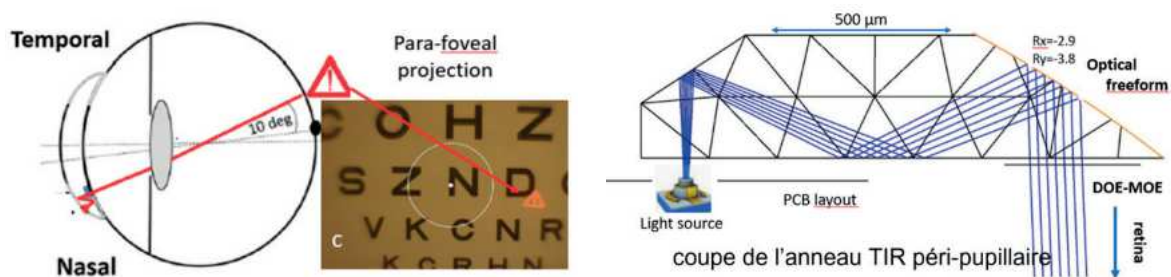 Temporal
Para-foveal
projection
10 deg
Nasal
C O H Z
S Z N D
V K C N R
K C R H N
C
500 µm
Rx=-2.9
Ry=-3.8
Optical
freeform
Light source
PCB layout
DOE-MOE
retina
coupe de l'anneau TIR péri-pupillaire